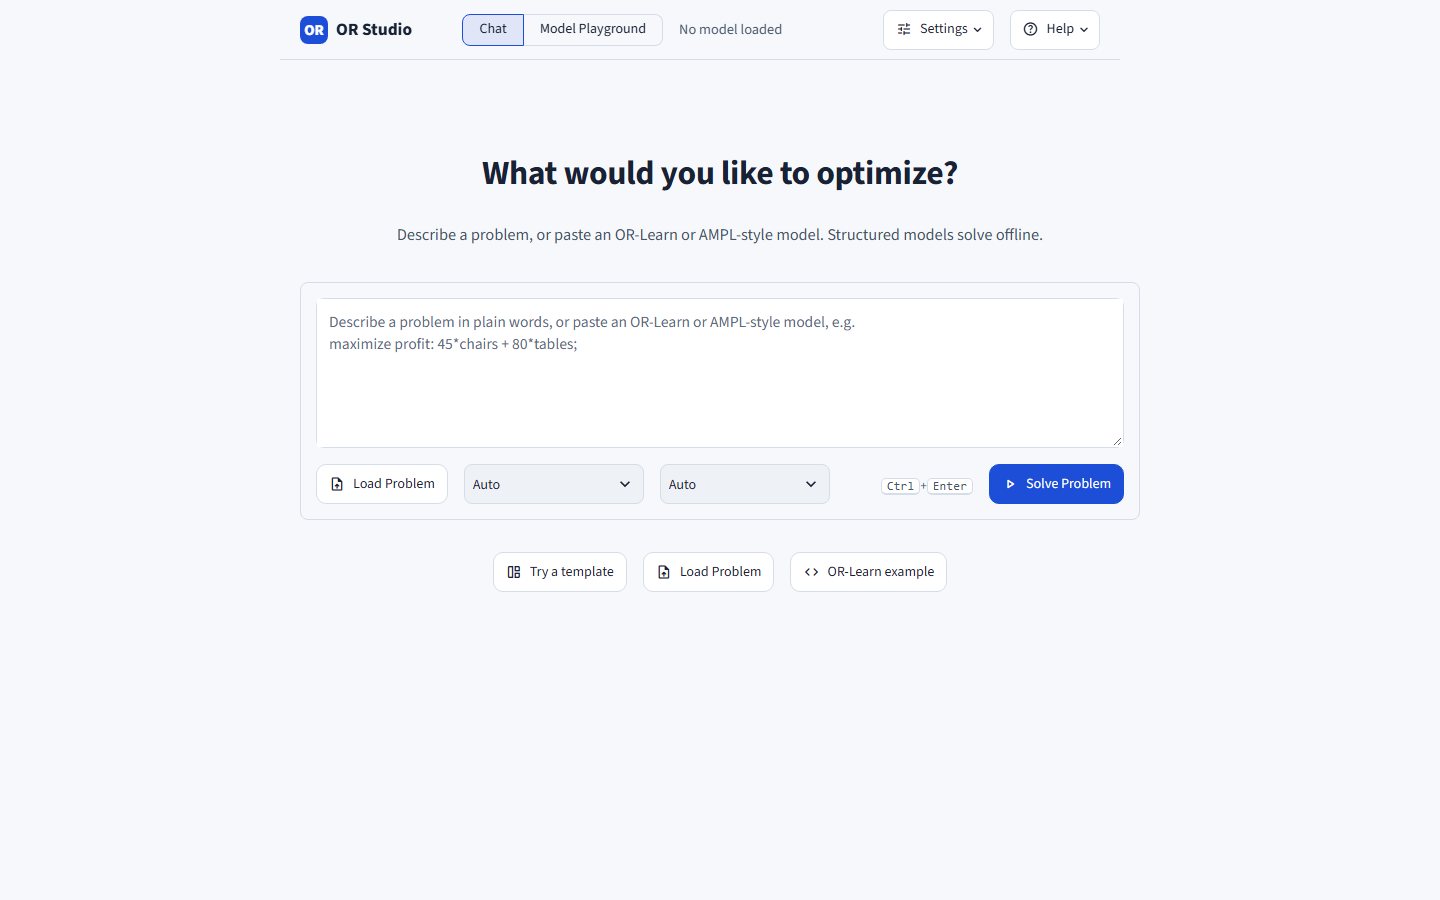 OR OR Studio Chat Model Playground No model loaded Settings Help
What would you like to optimize?
Describe a problem, or paste an OR-Learn or AMPL-style model. Structured models solve offline.
Describe a problem in plain words, or paste an OR-Learn or AMPL-style model, e.g.
maximize profit: 45*chairs + 80*tables;
Load Problem Auto Auto Ctrl+Enter Solve Problem
Try a template Load Problem OR-Learn example